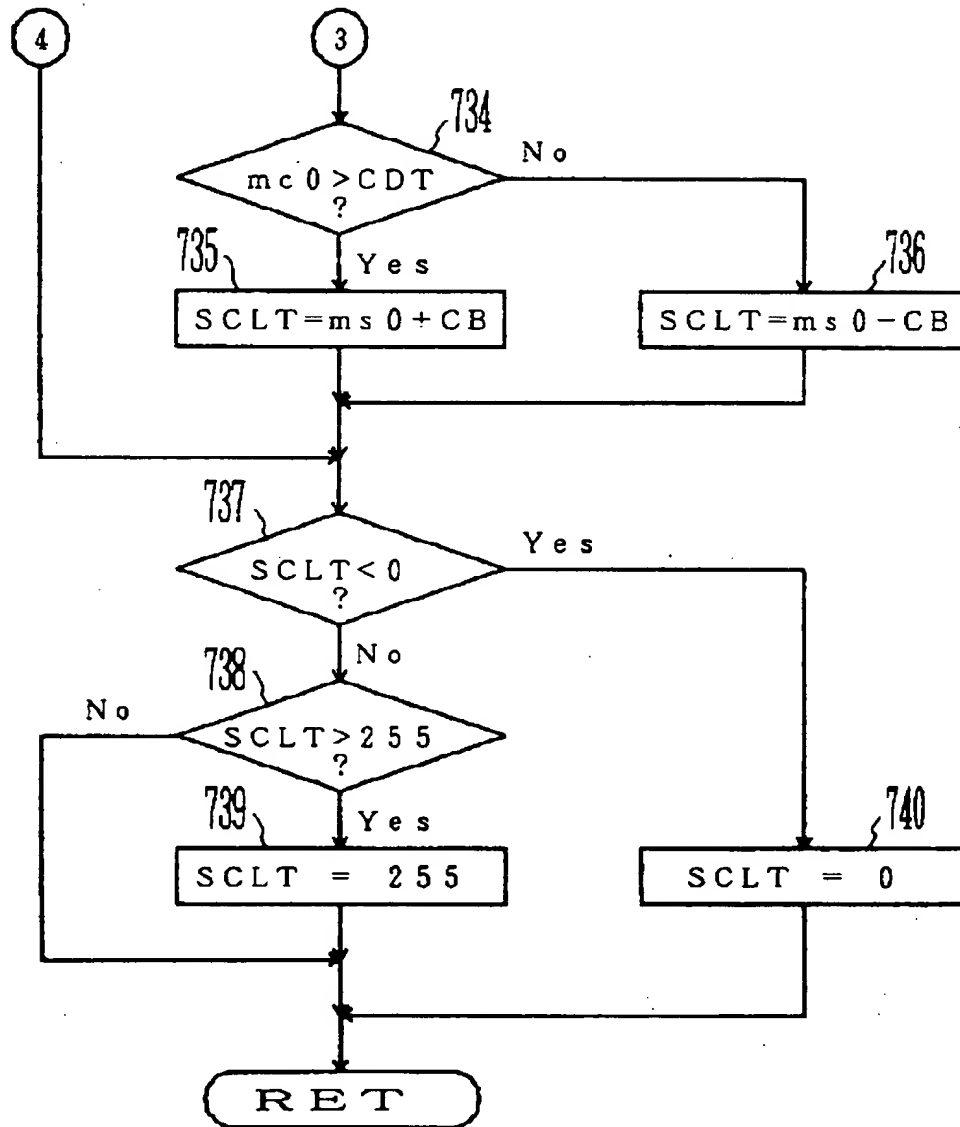 4
3
734
mc0>CDT
?
No
Yes
735
SCLT=ms0+CB
736
SCLT=ms0-CB
737
SCLT<0
?
Yes
No
738
SCLT>255
?
No
Yes
739
SCLT = 255
740
SCLT = 0
RET